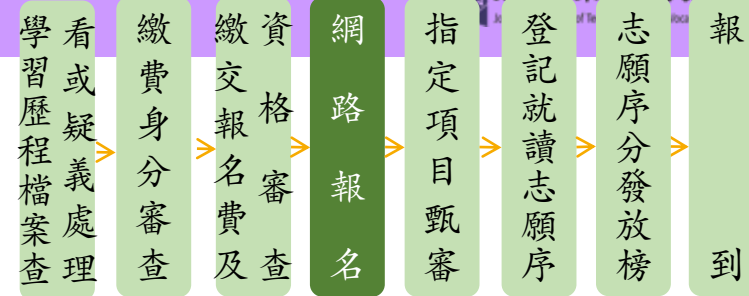 學習歷程檔案查
看或疑義處理
繳費身分審查
繳交報名費及
資格審查
網路報名
指定項目甄審
登記就讀志願序
志願序分發放榜
報到